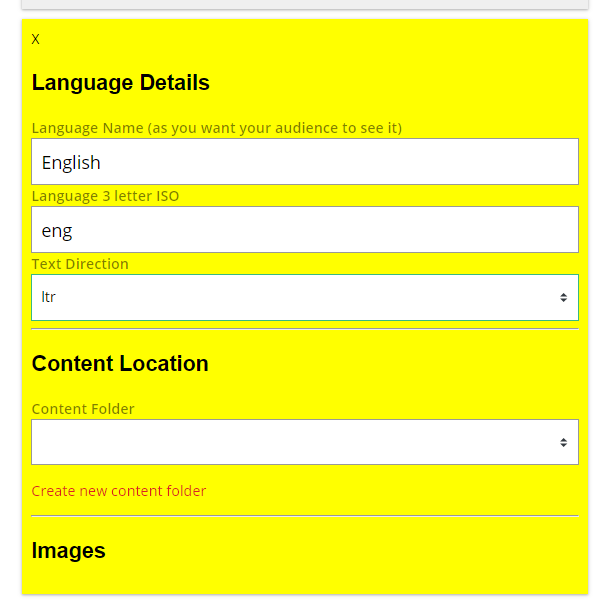 X
Language Details
Language Name (as you want your audience to see it)
English
Language 3 letter ISO
eng
Text Direction
ltr
Content Location
Content Folder
Create new content folder
Images